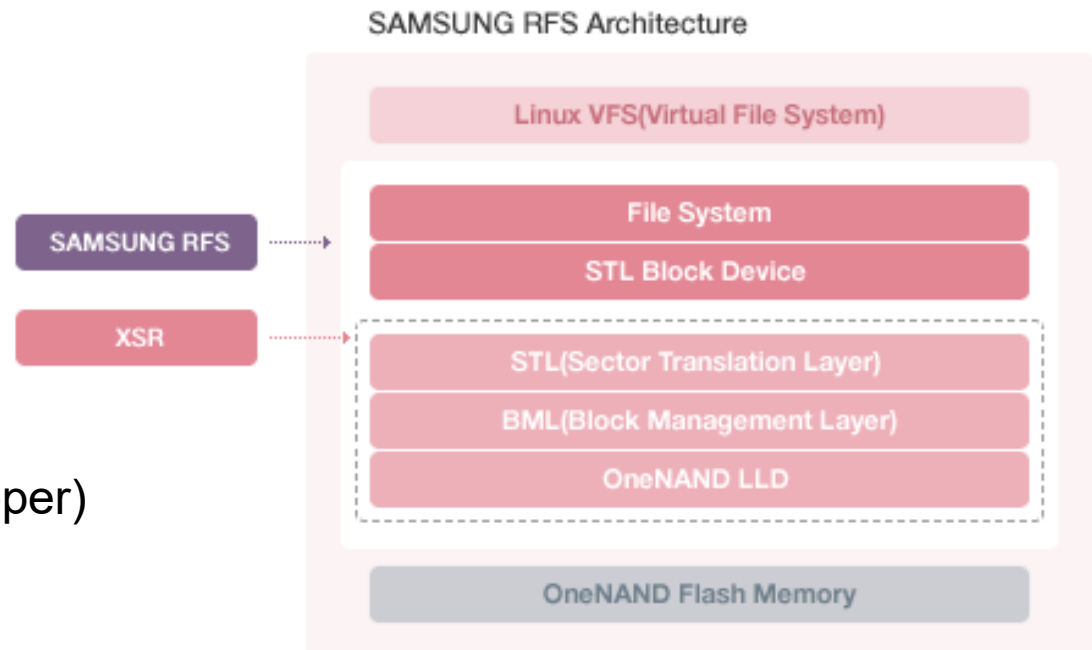 SAMSUNG RFS Architecture
Linux VFS(Virtual File System)
File System
SAMSUNG RFS
STL Block Device
XSR
STL(Sector Translation Layer)
BML(Block Management Layer)
OneNAND LLD
per)
OneNAND Flash Memory